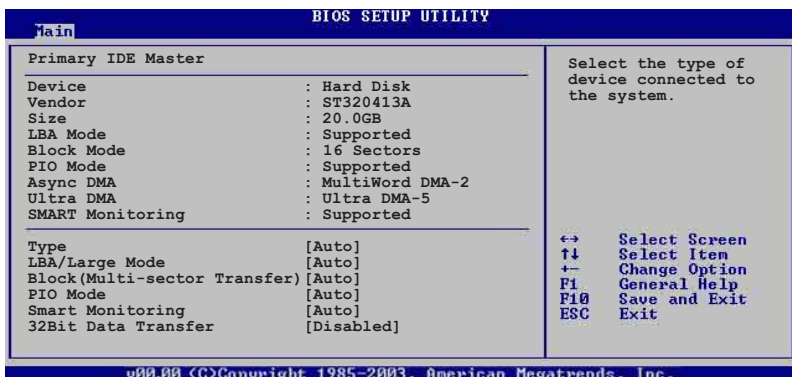 BIOS SETUP UTILITY
Main
Primary IDE Master
Device : Hard Disk
Vendor : ST320413A
Size : 20.0GB
LBA Mode : Supported
Block Mode : 16 Sectors
PIO Mode : Supported
Async DMA : MultiWord DMA-2
Ultra DMA : Ultra DMA-5
SMART Monitoring : Supported
Type [Auto]
LBA/Large Mode [Auto]
Block(Multi-sector Transfer) [Auto]
PIO Mode [Auto]
Smart Monitoring [Auto]
32Bit Data Transfer [Disabled]
Select the type of
device connected to
the system.
↔ Select Screen
↑↓ Select Item
+- Change Option
F1 General Help
F10 Save and Exit
ESC Exit
v00.00 (C)Copyright 1985-2003, American Megatrends, Inc.